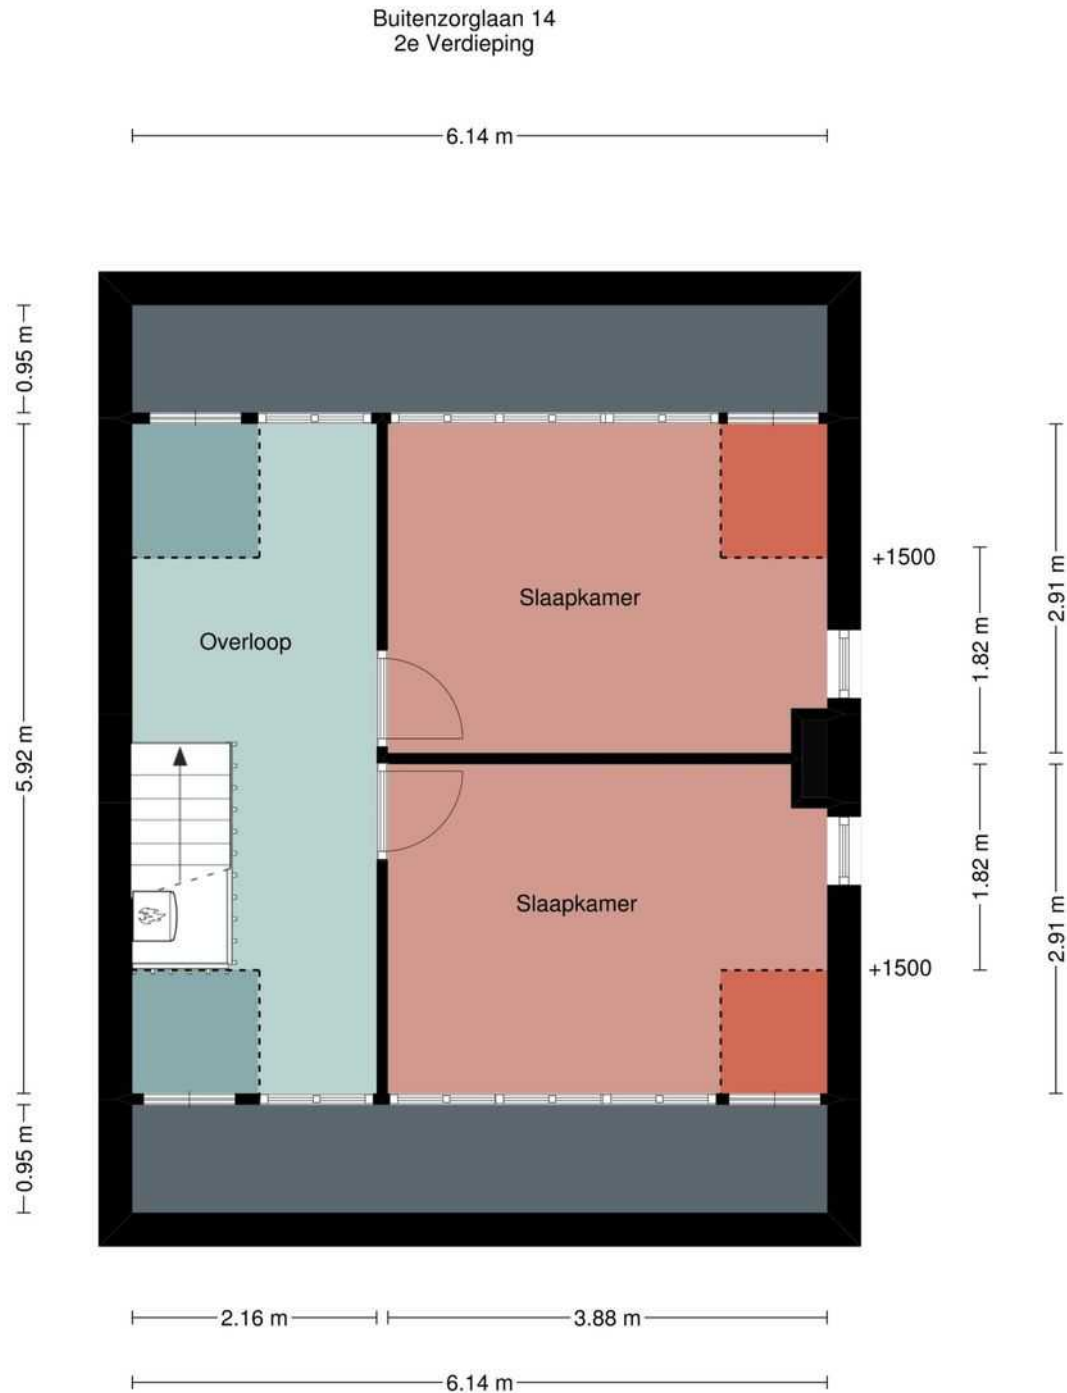 Buitenzorglaan 14
2e Verdieping
6.14 m
0.95 m
5.92 m
0.95 m
Overloop
Slaapkamer
Slaapkamer
+1500
+1500
1.82 m
1.82 m
2.91 m
2.91 m
2.16 m
3.88 m
6.14 m